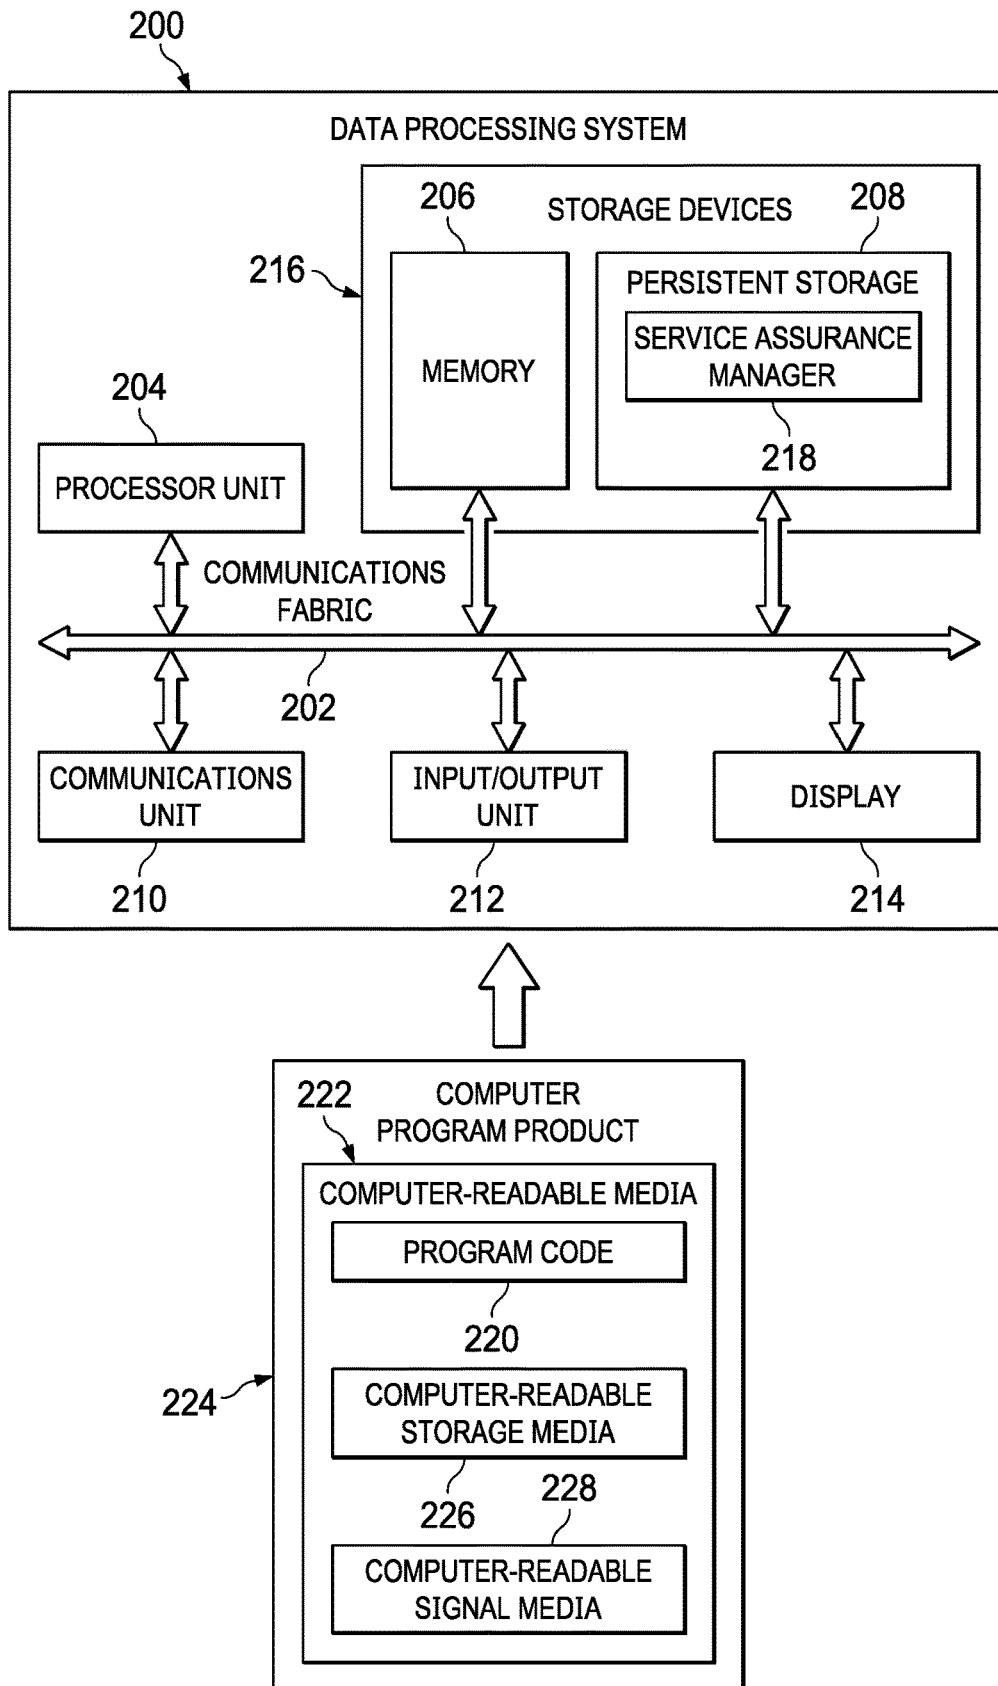 200
DATA PROCESSING SYSTEM
206
STORAGE DEVICES
208
216
PERSISTENT STORAGE
SERVICE ASSURANCE
MANAGER
MEMORY
218
204
PROCESSOR UNIT
COMMUNICATIONS
FABRIC
202
COMMUNICATIONS
UNIT
INPUT/OUTPUT
UNIT
DISPLAY
210
212
214
222
COMPUTER
PROGRAM PRODUCT
COMPUTER-READABLE MEDIA
PROGRAM CODE
220
224
COMPUTER-READABLE
STORAGE MEDIA
226
228
COMPUTER-READABLE
SIGNAL MEDIA